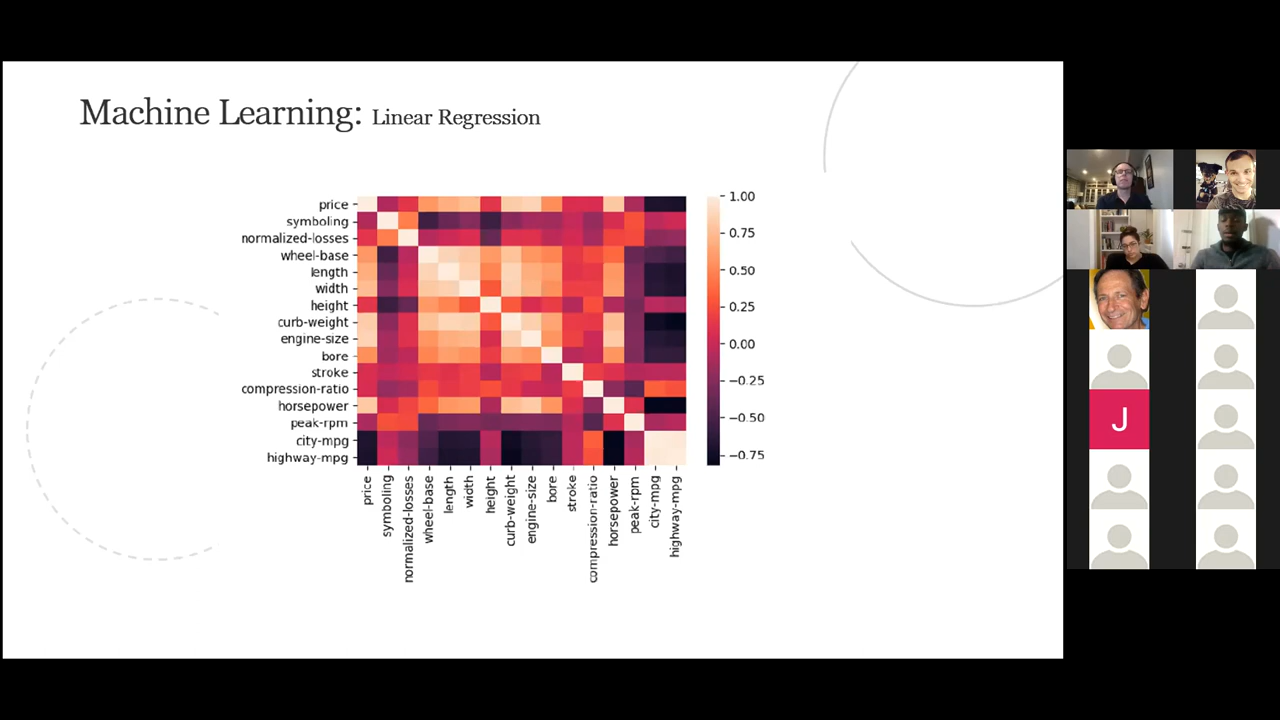 Machine Learning: Linear Regression
price
symboling
normalized-losses
wheel-base
length
width
height
curb-weight
engine-size
bore
stroke
compression-ratio
horsepower
peak-rpm
city-mpg
highway-mpg
1.00
0.75
0.50
0.25
0.00
−0.25
−0.50
−0.75
price
symboling
normalized-losses
wheel-base
length
width
height
curb-weight
engine-size
bore
stroke
compression-ratio
horsepower
peak-rpm
city-mpg
highway-mpg
J